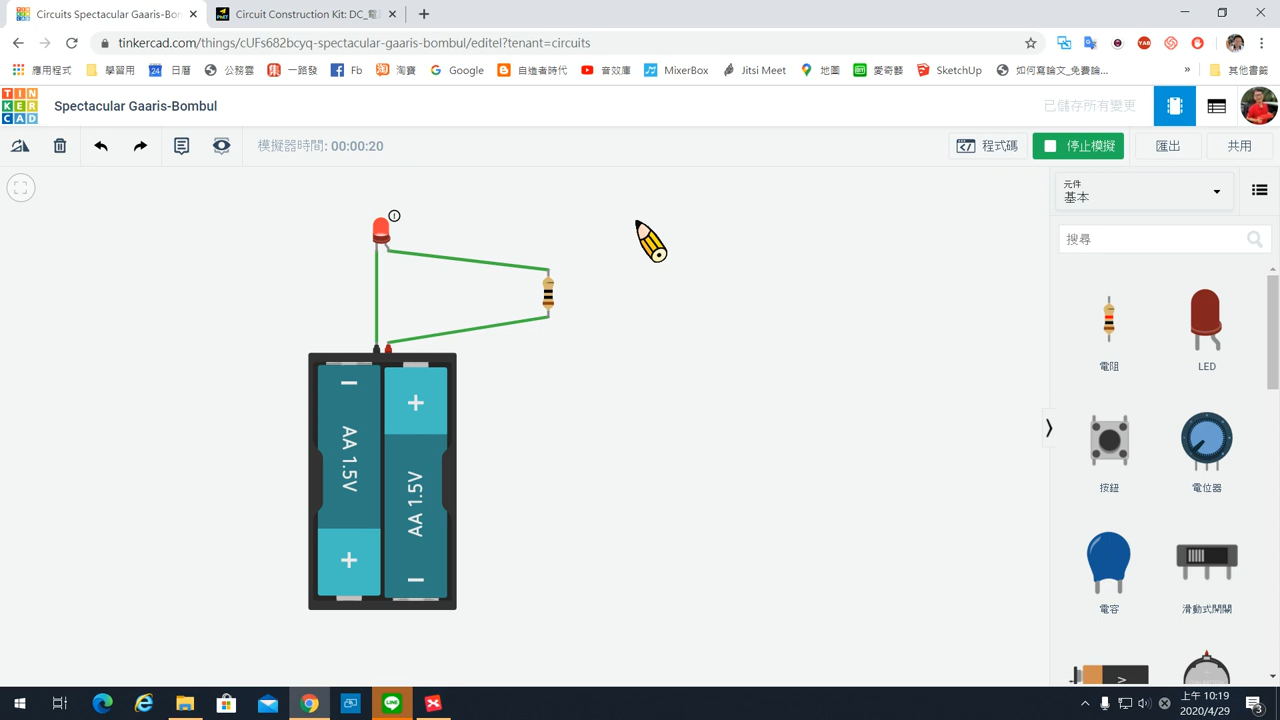 Circuits Spectacular Gaaris-Bon
Circuit Construction Kit: DC_電
tinkercad.com/things/cUFs682bcyq-spectacular-gaaris-bombul/editel?tenant=circuits
應用程式 學習用 24 日曆 公務雲 集 一路發 Fb 淘寶 Google 自造者時代 音效庫 MixerBox Jitsi Meet 地圖 愛奇藝 SketchUp 如何寫論文_免費論... » 其他書籤
TIN KER CAD
Spectacular Gaaris-Bombul
已儲存所有變更
模擬器時間: 00:00:20
程式碼
停止模擬
匯出
共用
元件
基本
搜尋
電阻
LED
按鈕
電位器
電容
滑動式開關
AA 1.5V
AA 1.5V
LINE
上午 10:19
2020/4/29
3